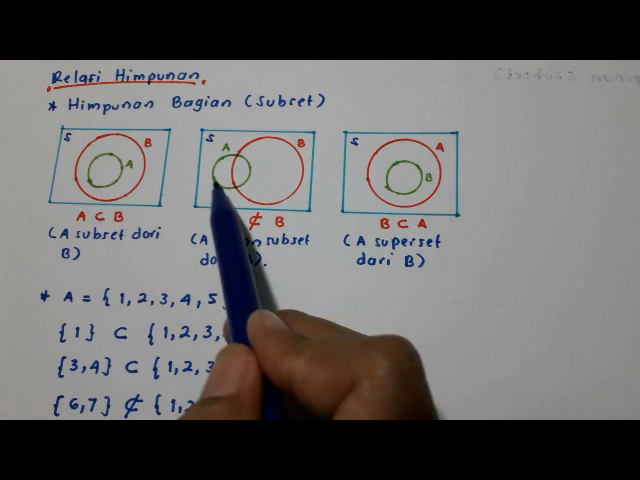 Relasi Himpunan.
* Himpunan Bagian (Subset)
S B A
S A B
S A B
A ⊂ B
⊄ B
B ⊂ A
(A subset dari B)
(A subset
(A superset dari B)
* A = { 1, 2, 3, 4, 5
{ 1 } ⊂ { 1, 2, 3,
{3, 4} ⊂ { 1, 2, 3
{ 6, 7 } ⊄ { 1, 2